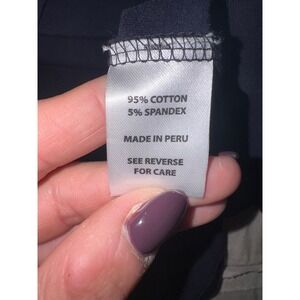 95% COTTON
5% SPANDEX
MADE IN PERU
SEE REVERSE
FOR CARE